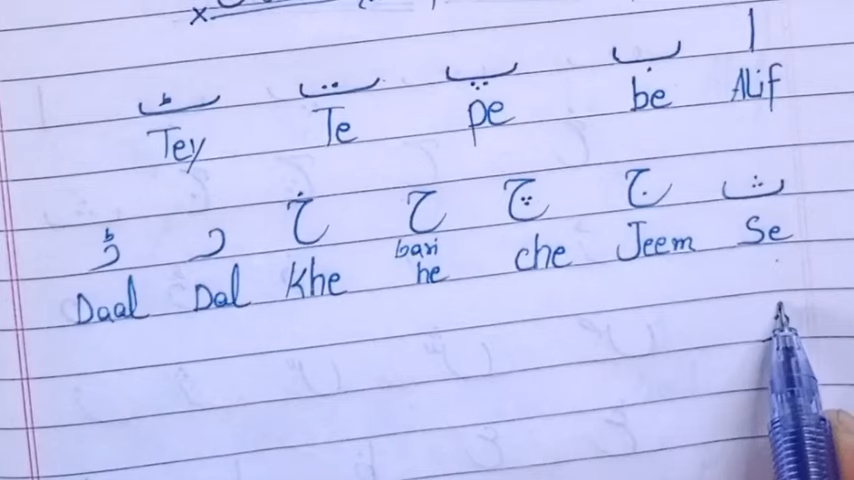 ا ب پ ت ٹ
Alif be pe Te Tey
ث ج چ ح خ د ڈ
Se Jeem che bari he Khe Dal Daal